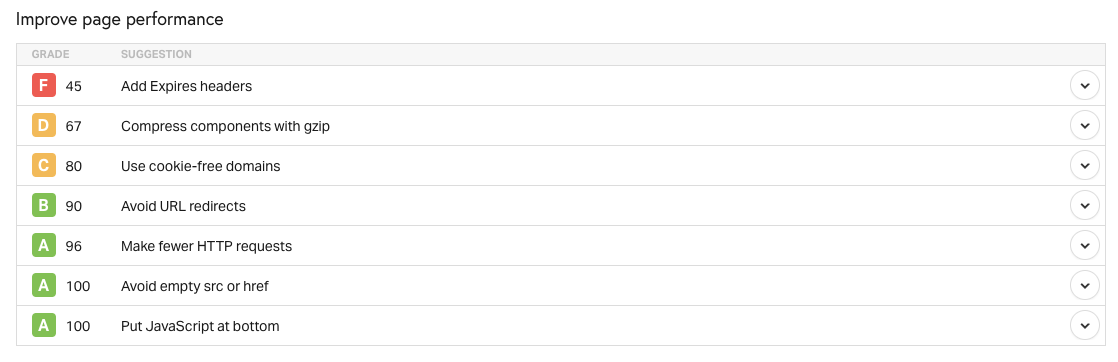 Improve page performance
GRADE SUGGESTION
F 45 Add Expires headers
D 67 Compress components with gzip
C 80 Use cookie-free domains
B 90 Avoid URL redirects
A 96 Make fewer HTTP requests
A 100 Avoid empty src or href
A 100 Put JavaScript at bottom